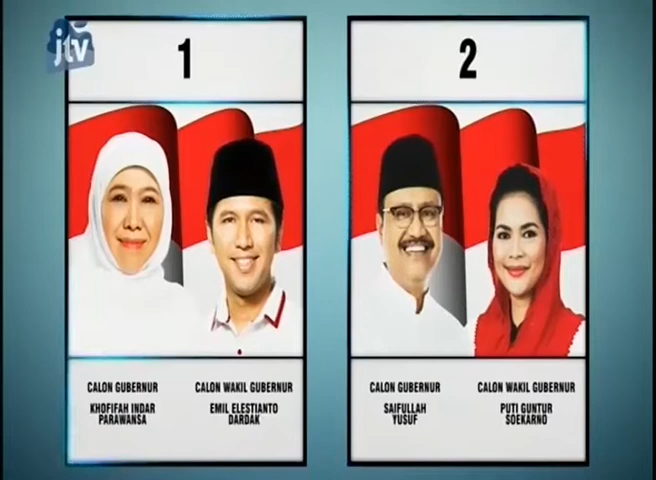 jtv
1
2
CALON GUBERNUR
CALON WAKIL GUBERNUR
KHOFIFAH INDAR
PARAWANSA
EMIL ELESTIANTO
DARDAK
CALON GUBERNUR
CALON WAKIL GUBERNUR
SAIFULLAH
YUSUF
PUTI GUNTUR
SOEKARNO